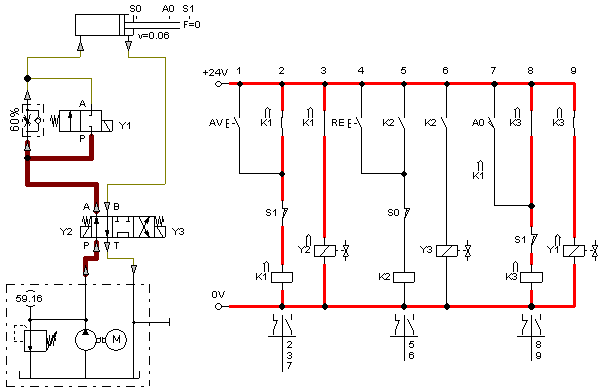 S0 A0 S1
F=0
v=0.06
60%
A
Y1
P
A B
Y2 Y3
P T
59.16
M
+24V 1 2 3 4 5 6 7 8 9
AV K1 K1 RE K2 K2 A0 K3 K3
K1
S1 S0 S1
Y2 Y3 Y1
K1 K2 K3
0V
2 5 8
3 6 9
7